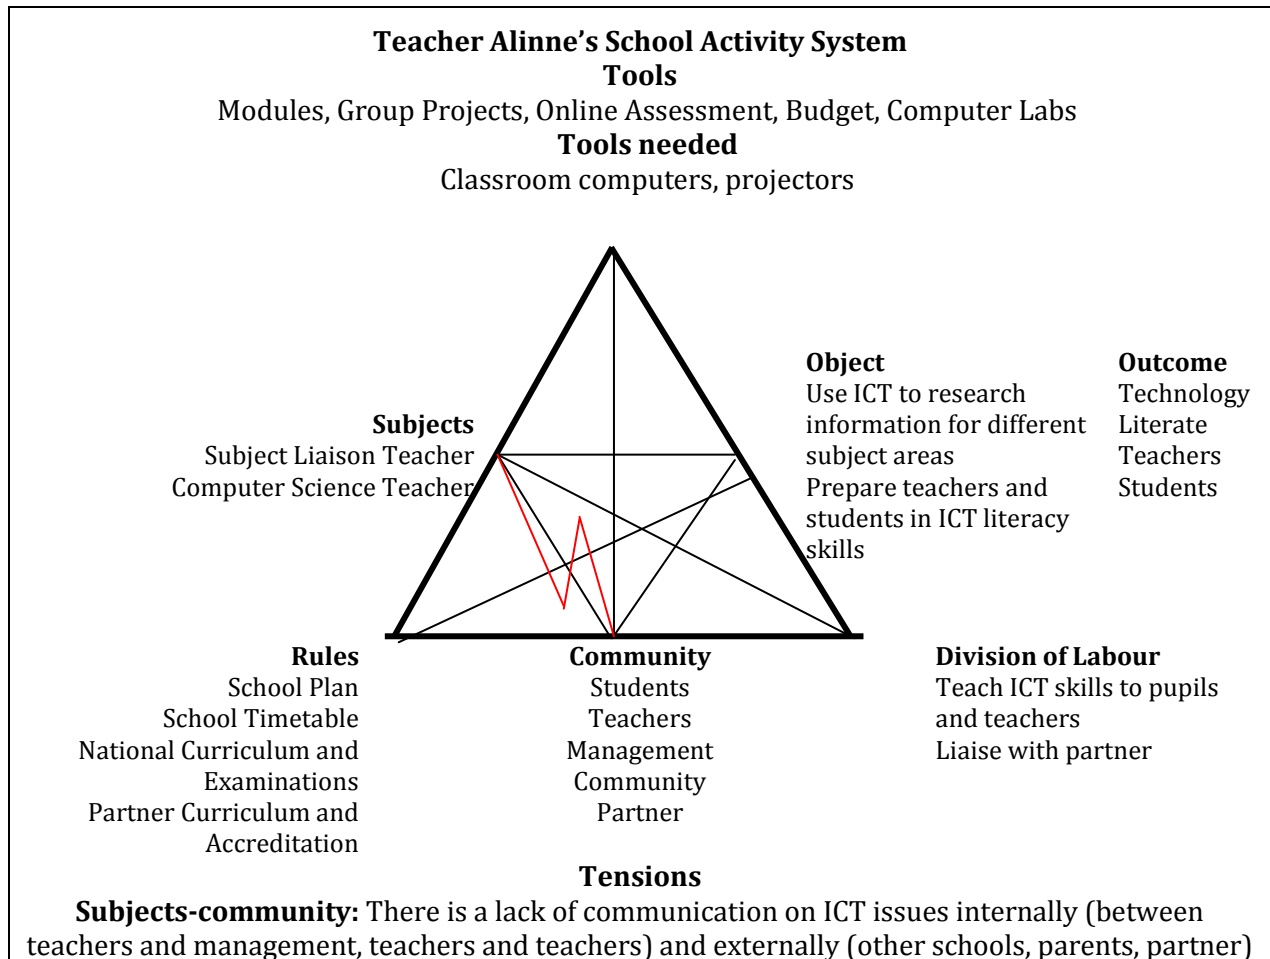 Teacher Alinne’s School Activity System
Tools
Modules, Group Projects, Online Assessment, Budget, Computer Labs
Tools needed
Classroom computers, projectors
Subjects
Subject Liaison Teacher
Computer Science Teacher
Object
Use ICT to research
information for different
subject areas
Prepare teachers and
students in ICT literacy
skills
Outcome
Technology
Literate
Teachers
Students
Rules
School Plan
School Timetable
National Curriculum and
Examinations
Partner Curriculum and
Accreditation
Community
Students
Teachers
Management
Community
Partner
Division of Labour
Teach ICT skills to pupils
and teachers
Liaise with partner
Tensions
Subjects-community: There is a lack of communication on ICT issues internally (between
teachers and management, teachers and teachers) and externally (other schools, parents, partner)